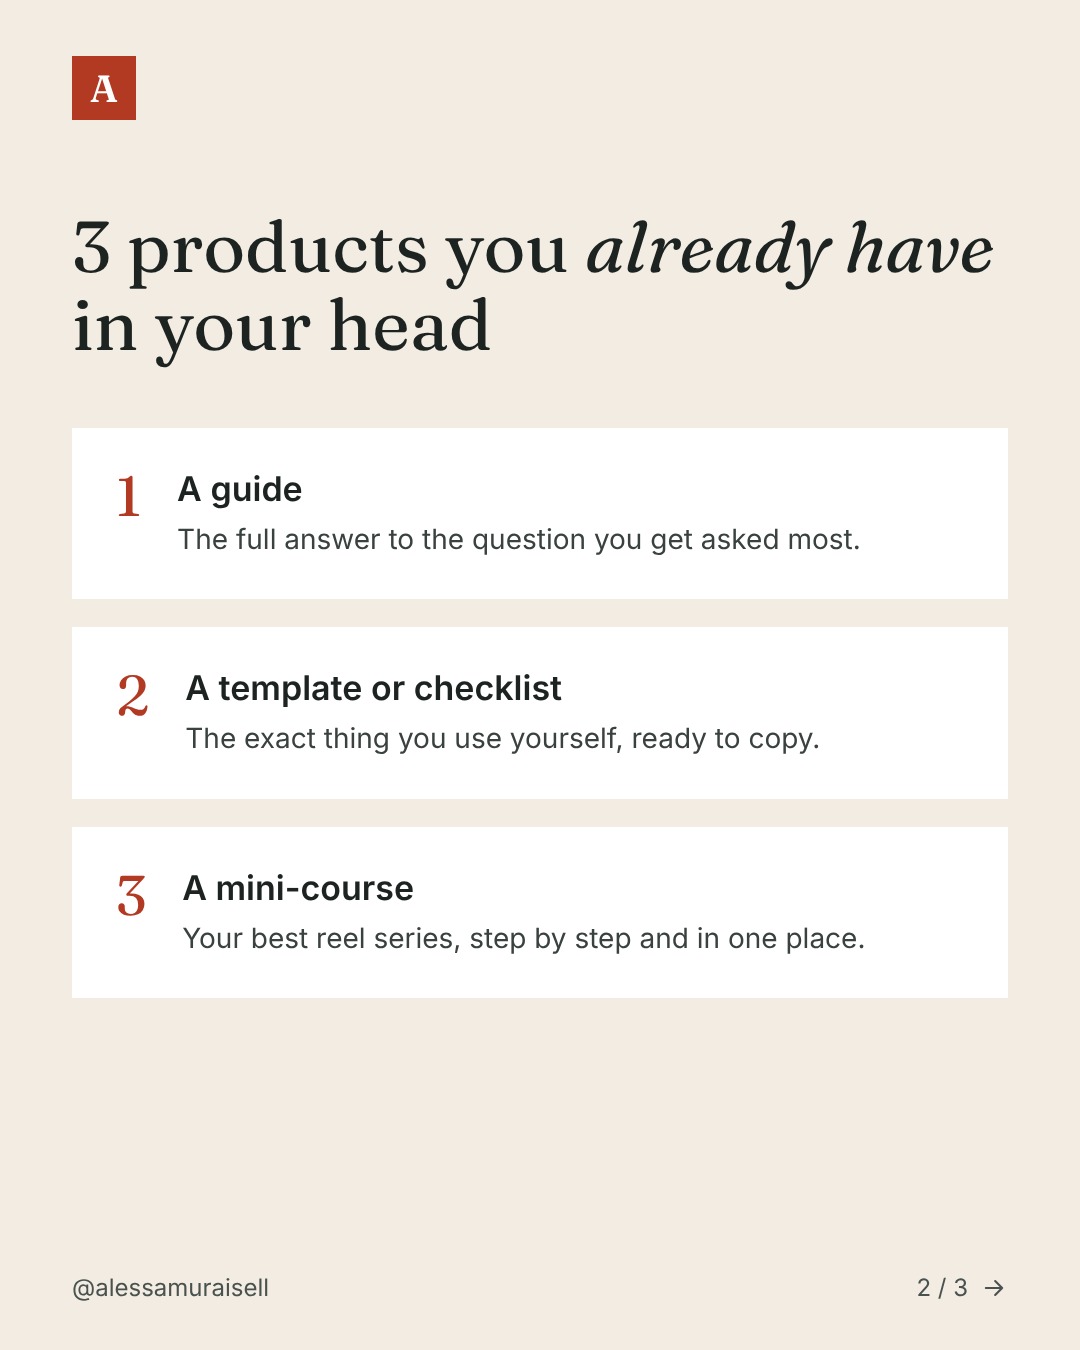 A
3 products you already have
in your head
1
A guide
The full answer to the question you get asked most.
2
A template or checklist
The exact thing you use yourself, ready to copy.
3
A mini-course
Your best reel series, step by step and in one place.
@alessamuraisell
2 / 3 →